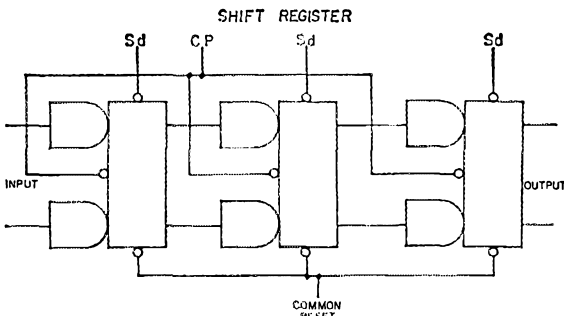 SHIFT REGISTER
Sd CP Sd Sd
INPUT
OUTPUT
COMMON